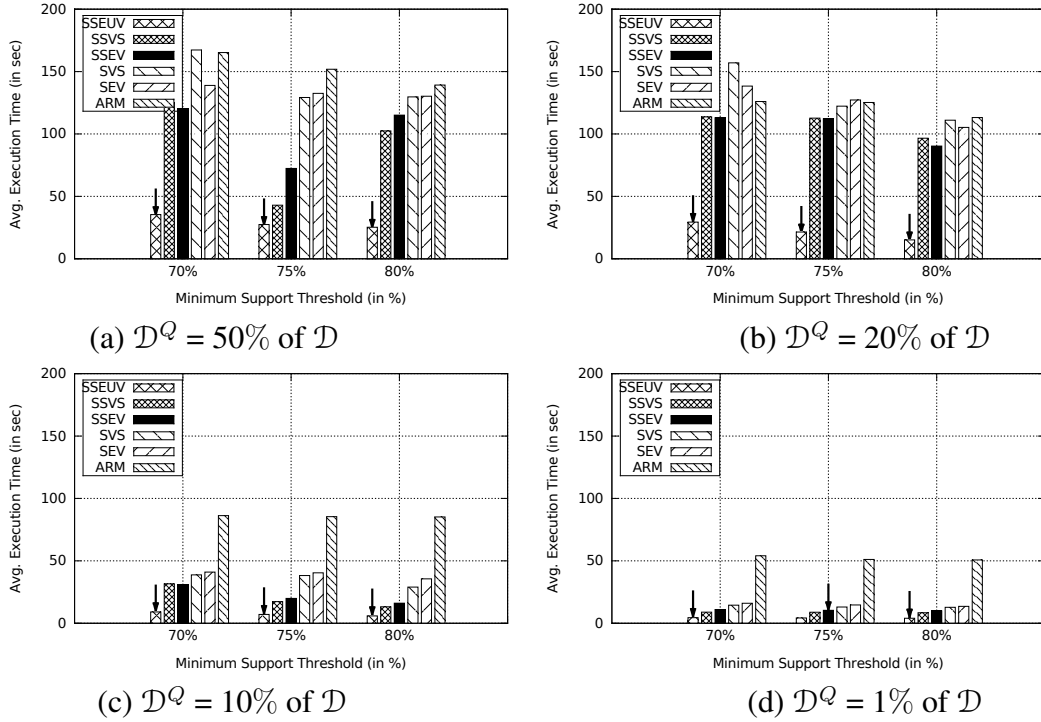 200
150
100
50
0
Avg. Execution Time (in sec)
SSEUV
SSVS
SSEV
SVS
SEV
ARM
70% 75% 80%
Minimum Support Threshold (in %)
(a) 𝒟^Q = 50% of 𝒟
200
150
100
50
0
Avg. Execution Time (in sec)
SSEUV
SSVS
SSEV
SVS
SEV
ARM
70% 75% 80%
Minimum Support Threshold (in %)
(b) 𝒟^Q = 20% of 𝒟
200
150
100
50
0
Avg. Execution Time (in sec)
SSEUV
SSVS
SSEV
SVS
SEV
ARM
70% 75% 80%
Minimum Support Threshold (in %)
(c) 𝒟^Q = 10% of 𝒟
200
150
100
50
0
Avg. Execution Time (in sec)
SSEUV
SSVS
SSEV
SVS
SEV
ARM
70% 75% 80%
Minimum Support Threshold (in %)
(d) 𝒟^Q = 1% of 𝒟